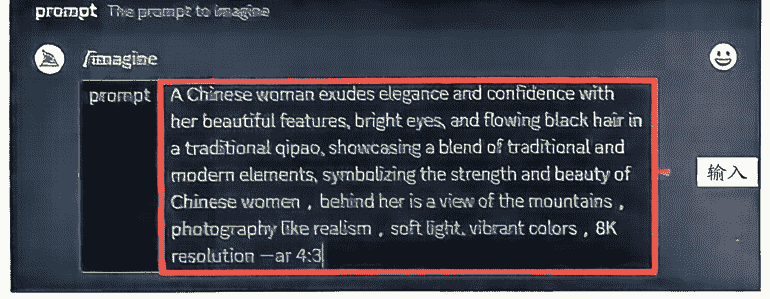 prompt The prompt to imagine
/imagine
prompt A Chinese woman exudes elegance and confidence with
her beautiful features, bright eyes, and flowing black hair in
a traditional qipao, showcasing a blend of traditional and
modern elements, symbolizing the strength and beauty of
Chinese women , behind her is a view of the mountains ,
photography like realism , soft light, vibrant colors , 8K
resolution —ar 4:3
输入